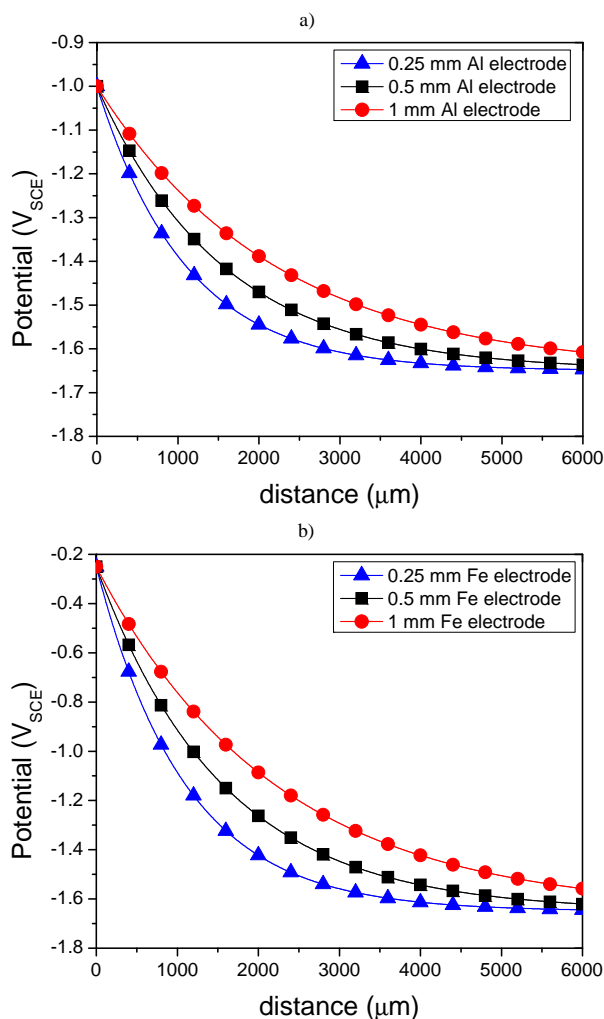 a)
-0.9
-1.0
-1.1
-1.2
-1.3
-1.4
-1.5
-1.6
-1.7
-1.8
Potential (V_SCE)
0.25 mm Al electrode
0.5 mm Al electrode
1 mm Al electrode
0 1000 2000 3000 4000 5000 6000
distance (μm)
b)
-0.2
-0.4
-0.6
-0.8
-1.0
-1.2
-1.4
-1.6
-1.8
Potential (V_SCE)
0.25 mm Fe electrode
0.5 mm Fe electrode
1 mm Fe electrode
0 1000 2000 3000 4000 5000 6000
distance (μm)